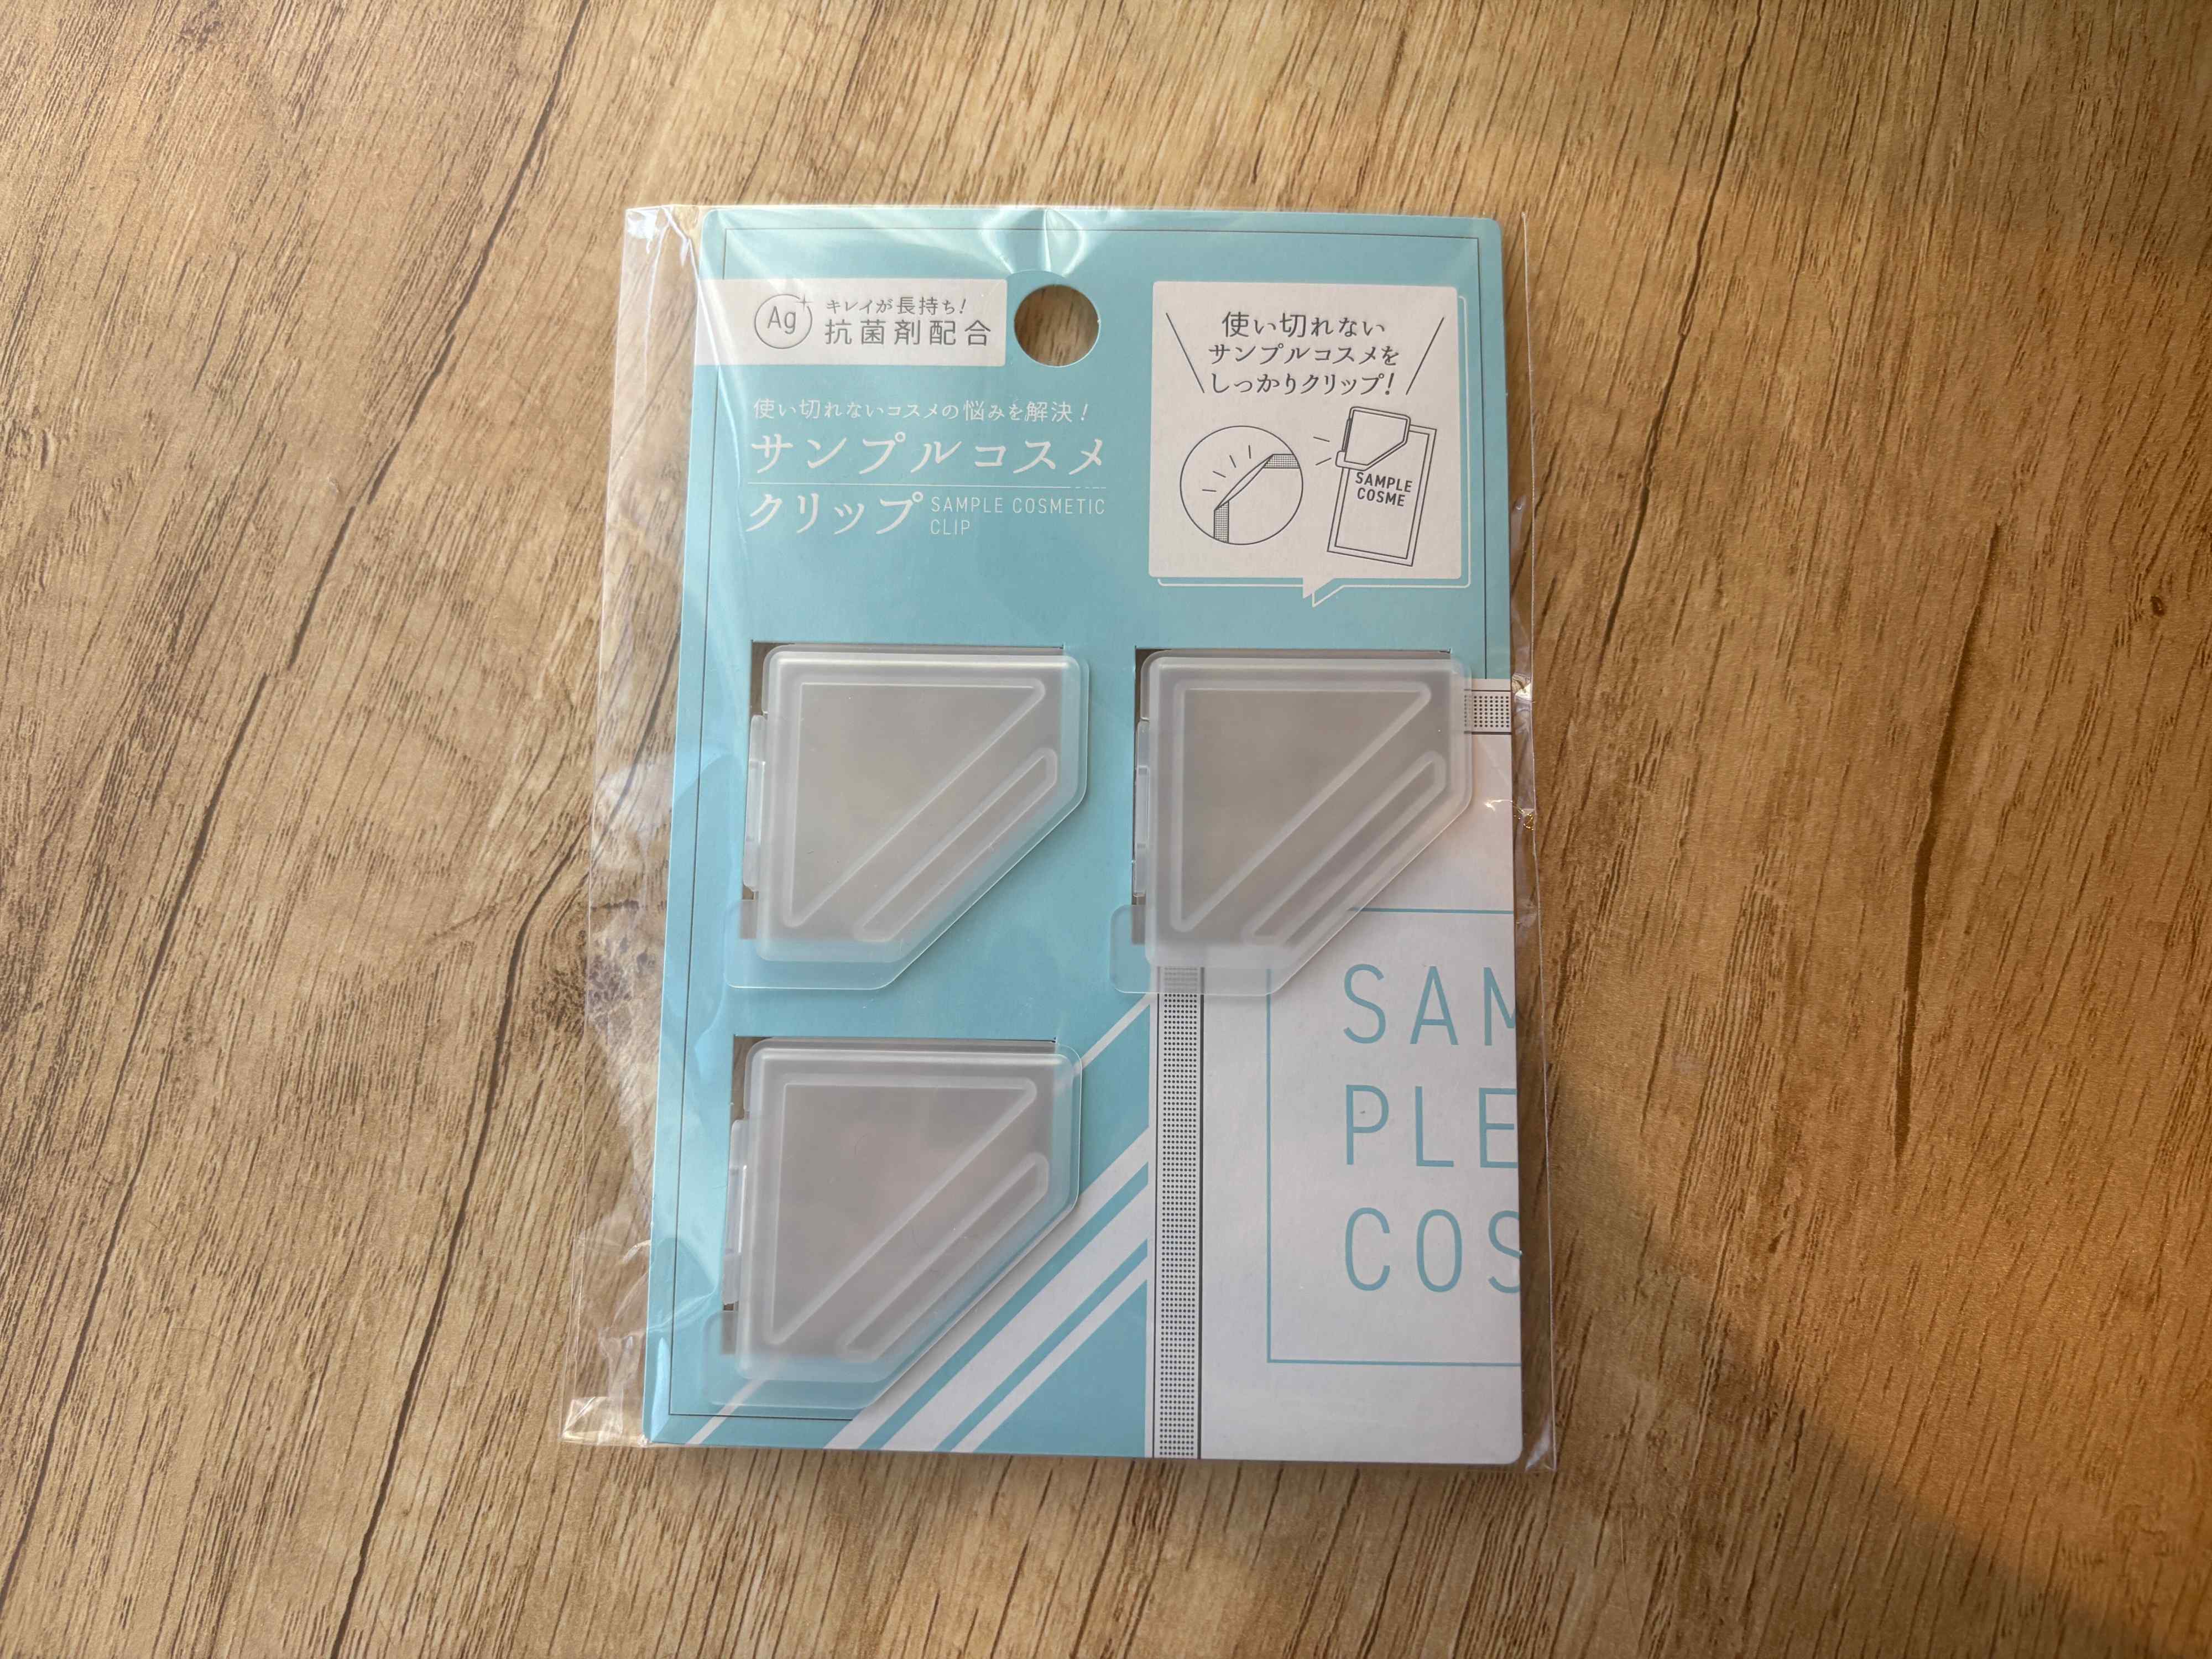 Ag+
キレイが長持ち!
抗菌剤配合
使い切れないコスメの悩みを解決!
サンプルコスメ
クリップ
SAMPLE COSMETIC
CLIP
使い切れない
サンプルコスメを
しっかりクリップ!
SAMPLE
COSME
SAM
PLE
COS